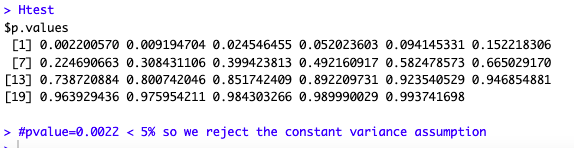 > Htest
$p.values
 [1] 0.002200570 0.009194704 0.024546455 0.052023603 0.094145331 0.152218306
 [7] 0.224690663 0.308431106 0.399423813 0.492160917 0.582478573 0.665029170
[13] 0.738720884 0.800742046 0.851742409 0.892209731 0.923540529 0.946854881
[19] 0.963929436 0.975954211 0.984303266 0.989990029 0.993741698
> #pvalue=0.0022 < 5% so we reject the constant variance assumption
>